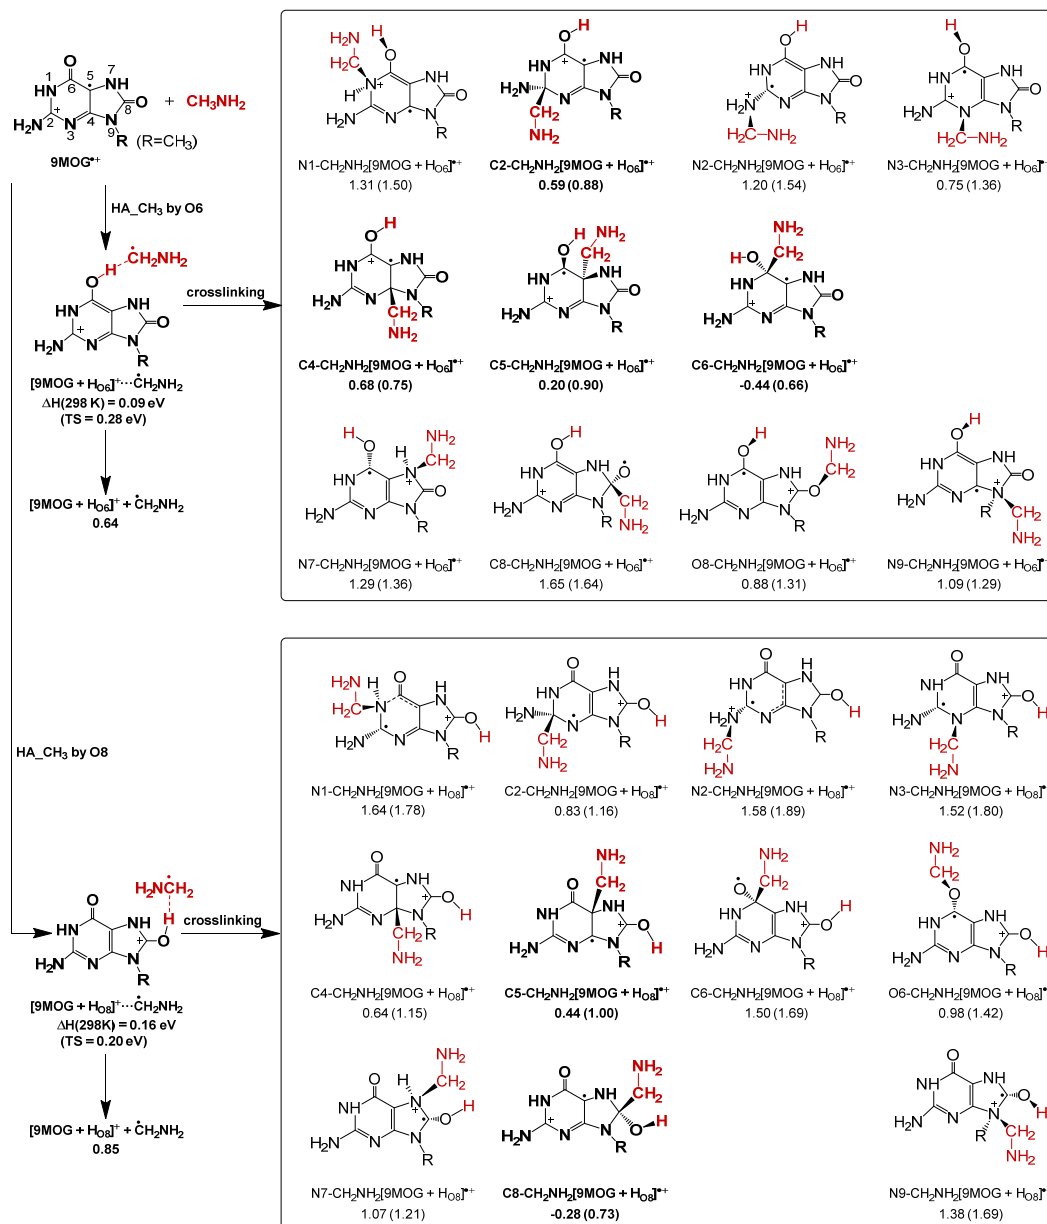 9MOG•+
+ CH3NH2
(R=CH3)
HA_CH3 by O6
[9MOG + HO6]+···ĊH2NH2
ΔH(298 K) = 0.09 eV
(TS = 0.28 eV)
crosslinking
[9MOG + HO6]+ + ĊH2NH2
0.64
N1-CH2NH2[9MOG + HO6]•+
1.31 (1.50)
C2-CH2NH2[9MOG + HO6]•+
0.59 (0.88)
N2-CH2NH2[9MOG + HO6]•+
1.20 (1.54)
N3-CH2NH2[9MOG + HO6]•+
0.75 (1.36)
C4-CH2NH2[9MOG + HO6]•+
0.68 (0.75)
C5-CH2NH2[9MOG + HO6]•+
0.20 (0.90)
C6-CH2NH2[9MOG + HO6]•+
-0.44 (0.66)
N7-CH2NH2[9MOG + HO6]•+
1.29 (1.36)
C8-CH2NH2[9MOG + HO6]•+
1.65 (1.64)
O8-CH2NH2[9MOG + HO6]•+
0.88 (1.31)
N9-CH2NH2[9MOG + HO6]•+
1.09 (1.29)
HA_CH3 by O8
[9MOG + HO8]+···ĊH2NH2
ΔH(298K) = 0.16 eV
(TS = 0.20 eV)
crosslinking
[9MOG + HO8]+ + ĊH2NH2
0.85
N1-CH2NH2[9MOG + HO8]•+
1.64 (1.78)
C2-CH2NH2[9MOG + HO8]•+
0.83 (1.16)
N2-CH2NH2[9MOG + HO8]•+
1.58 (1.89)
N3-CH2NH2[9MOG + HO8]•
1.52 (1.80)
C4-CH2NH2[9MOG + HO8]•+
0.64 (1.15)
C5-CH2NH2[9MOG + HO8]•+
0.44 (1.00)
C6-CH2NH2[9MOG + HO8]•+
1.50 (1.69)
O6-CH2NH2[9MOG + HO8]•
0.98 (1.42)
N7-CH2NH2[9MOG + HO8]•+
1.07 (1.21)
C8-CH2NH2[9MOG + HO8]•+
-0.28 (0.73)
N9-CH2NH2[9MOG + HO8]•
1.38 (1.69)